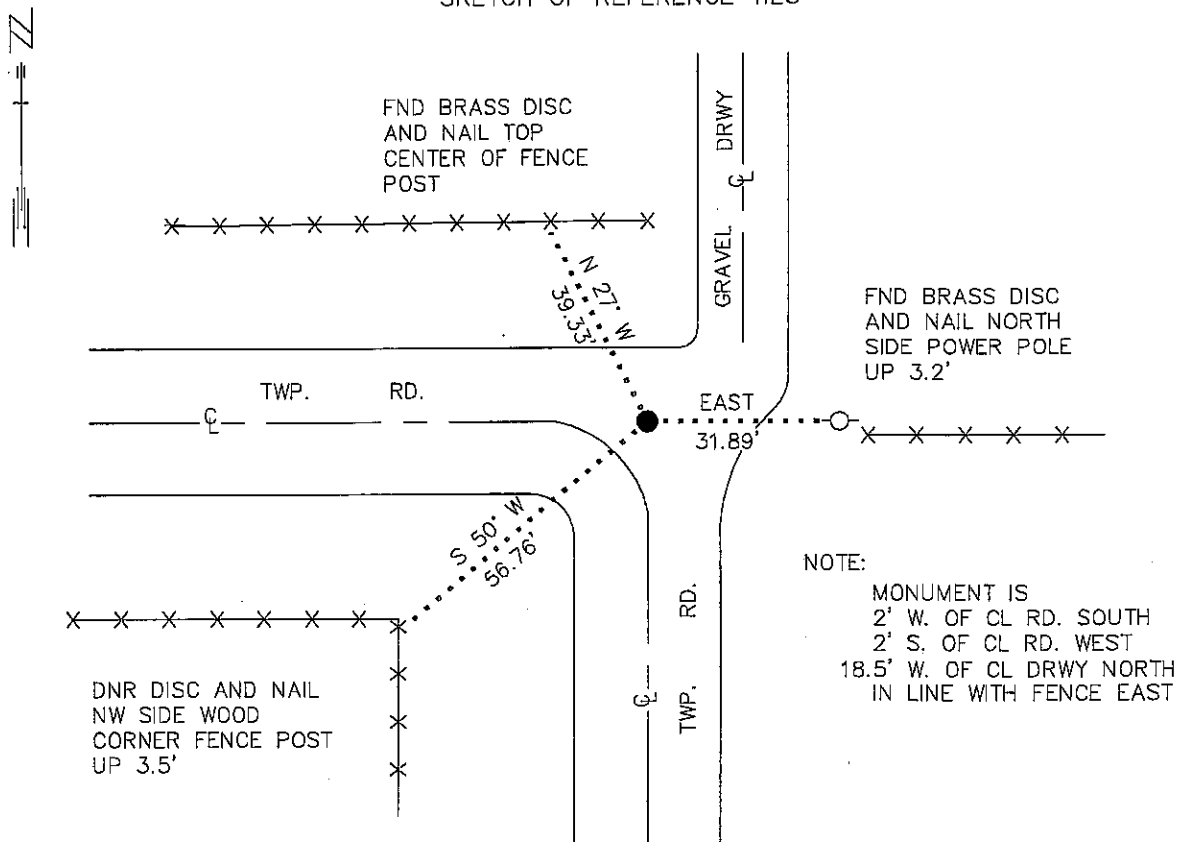 FND BRASS DISC
AND NAIL TOP
CENTER OF FENCE
POST
GRAVEL DRWY
CL
N 27° W
39.33'
FND BRASS DISC
AND NAIL NORTH
SIDE POWER POLE
UP 3.2'
TWP. RD.
CL
EAST
31.89'
S 50° W
56.76'
NOTE:
MONUMENT IS
2' W. OF CL RD. SOUTH
2' S. OF CL RD. WEST
18.5' W. OF CL DRWY NORTH
IN LINE WITH FENCE EAST
DNR DISC AND NAIL
NW SIDE WOOD
CORNER FENCE POST
UP 3.5'
TWP. RD.
CL